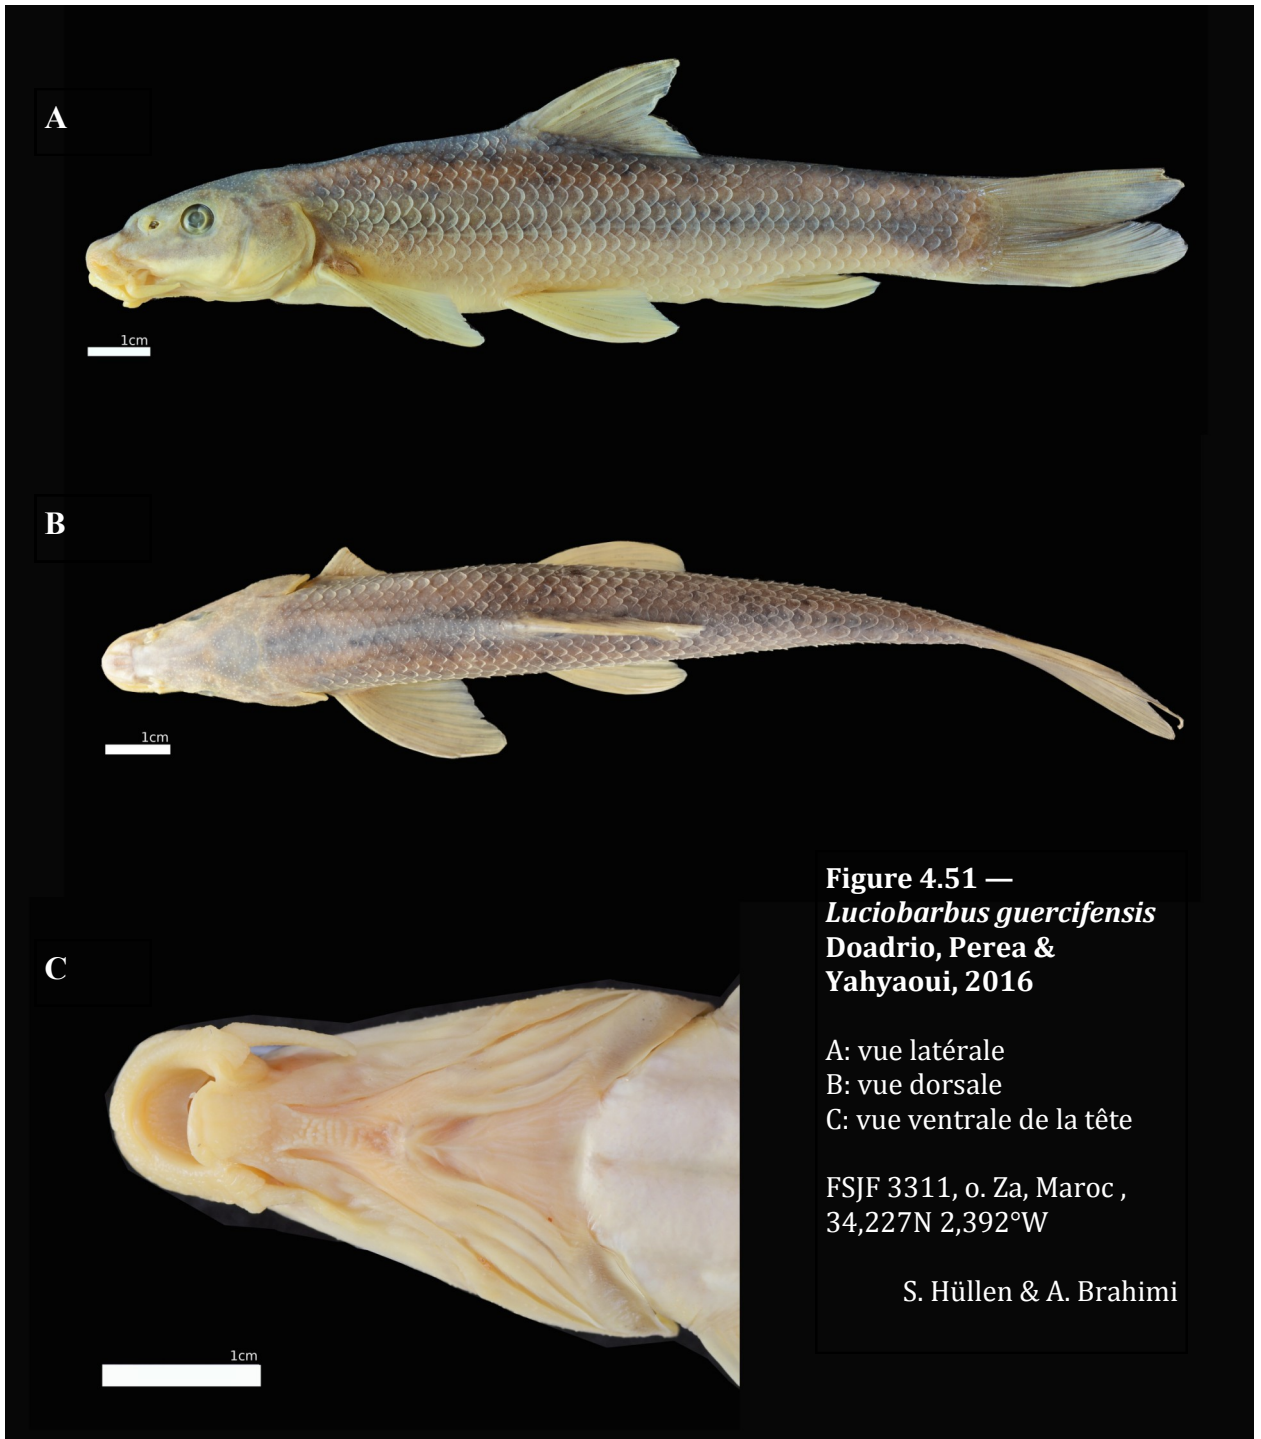 A
1cm
B
1cm
C
1cm
Figure 4.51 —
Luciobarbus guercifensis
Doadrio, Perea &
Yahyaoui, 2016
A: vue latérale
B: vue dorsale
C: vue ventrale de la tête
FSJF 3311, o. Za, Maroc ,
34,227N 2,392°W
S. Hüllen & A. Brahimi